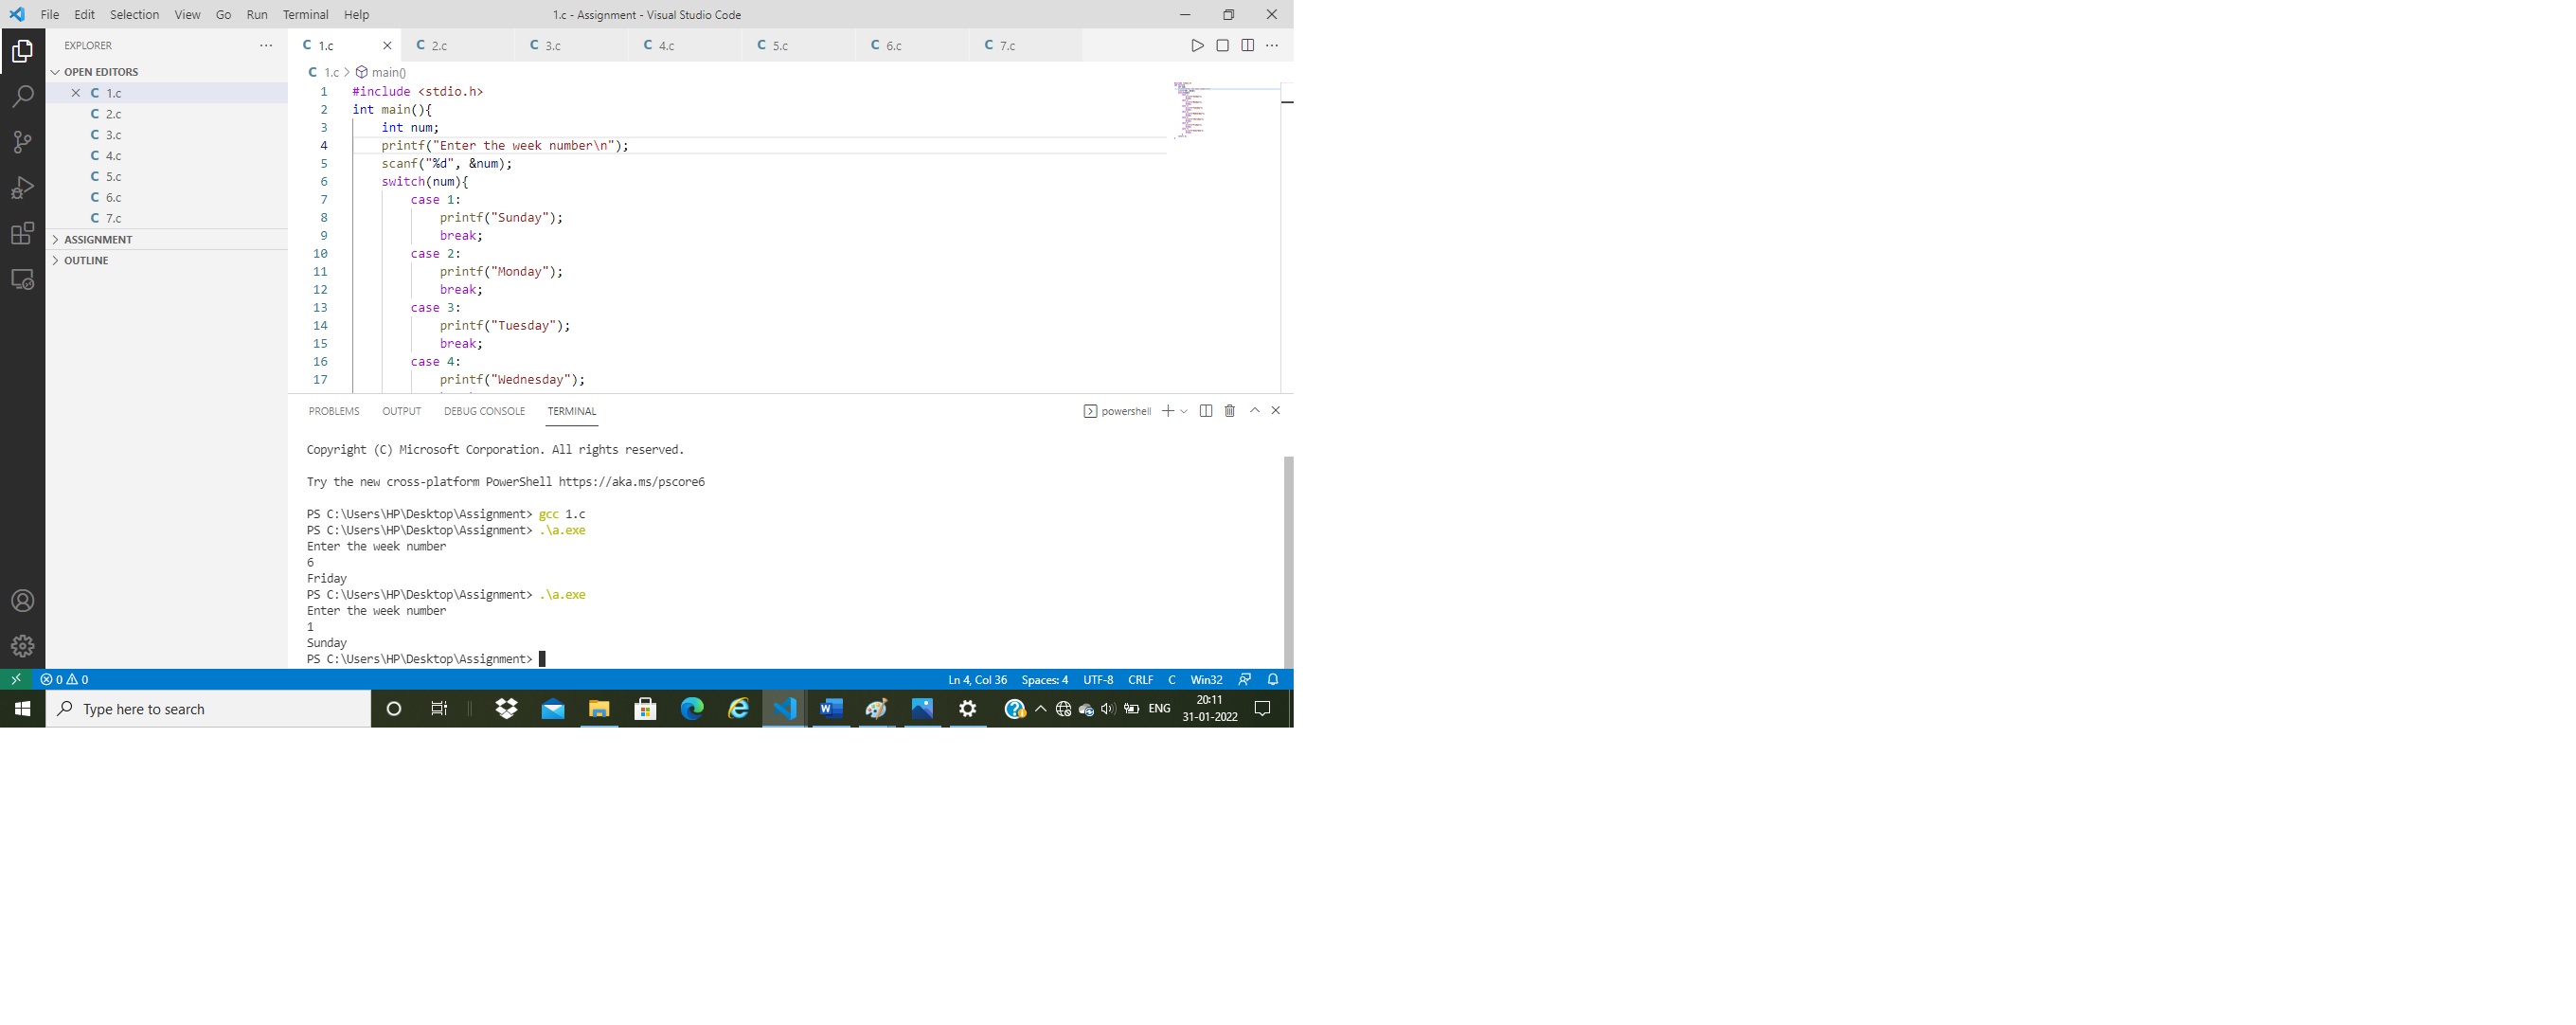 File Edit Selection View Go Run Terminal Help
1.c - Assignment - Visual Studio Code
EXPLORER
OPEN EDITORS
1.c
2.c
3.c
4.c
5.c
6.c
7.c
ASSIGNMENT
OUTLINE
1.c 2.c 3.c 4.c 5.c 6.c 7.c
1.c > main()
1 #include <stdio.h>
2 int main(){
3 int num;
4 printf("Enter the week number\n");
5 scanf("%d", &num);
6 switch(num){
7 case 1:
8 printf("Sunday");
9 break;
10 case 2:
11 printf("Monday");
12 break;
13 case 3:
14 printf("Tuesday");
15 break;
16 case 4:
17 printf("Wednesday");
PROBLEMS OUTPUT DEBUG CONSOLE TERMINAL
powershell
Copyright (C) Microsoft Corporation. All rights reserved.
Try the new cross-platform PowerShell https://aka.ms/pscore6
PS C:\Users\HP\Desktop\Assignment> gcc 1.c
PS C:\Users\HP\Desktop\Assignment> .\a.exe
Enter the week number
6
Friday
PS C:\Users\HP\Desktop\Assignment> .\a.exe
Enter the week number
1
Sunday
PS C:\Users\HP\Desktop\Assignment>
0 0
Ln 4, Col 36 Spaces: 4 UTF-8 CRLF C Win32
Type here to search
ENG
20:11
31-01-2022